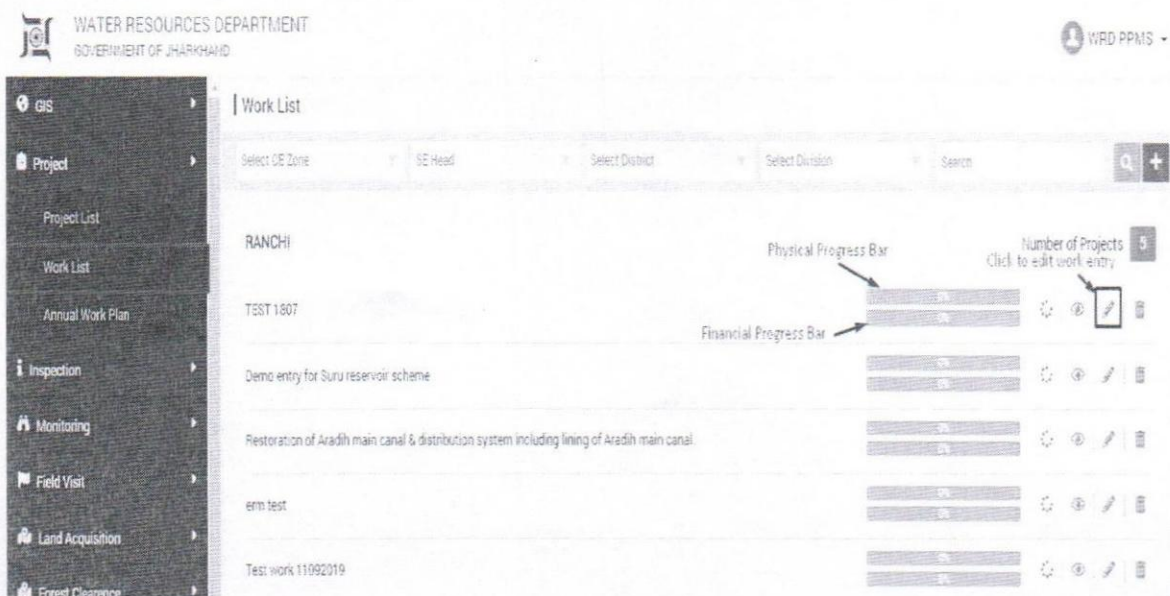 WATER RESOURCES DEPARTMENT
GOVERNMENT OF JHARKHAND
WRD PPMS
GIS
Project
Project List
Work List
Annual Work Plan
Inspection
Monitoring
Field Visit
Land Acquisition
Forest Clearance
Work List
Select CE Zone
SE Head
Select District
Select Division
Search
RANCHI
Physical Progress Bar
Number of Projects 5
Click to edit work entry
TEST 1807
Financial Progress Bar
Demo entry for Suru reservoir scheme
Restoration of Aradih main canal & distribution system including lining of Aradih main canal.
erm test
Test work 11092019